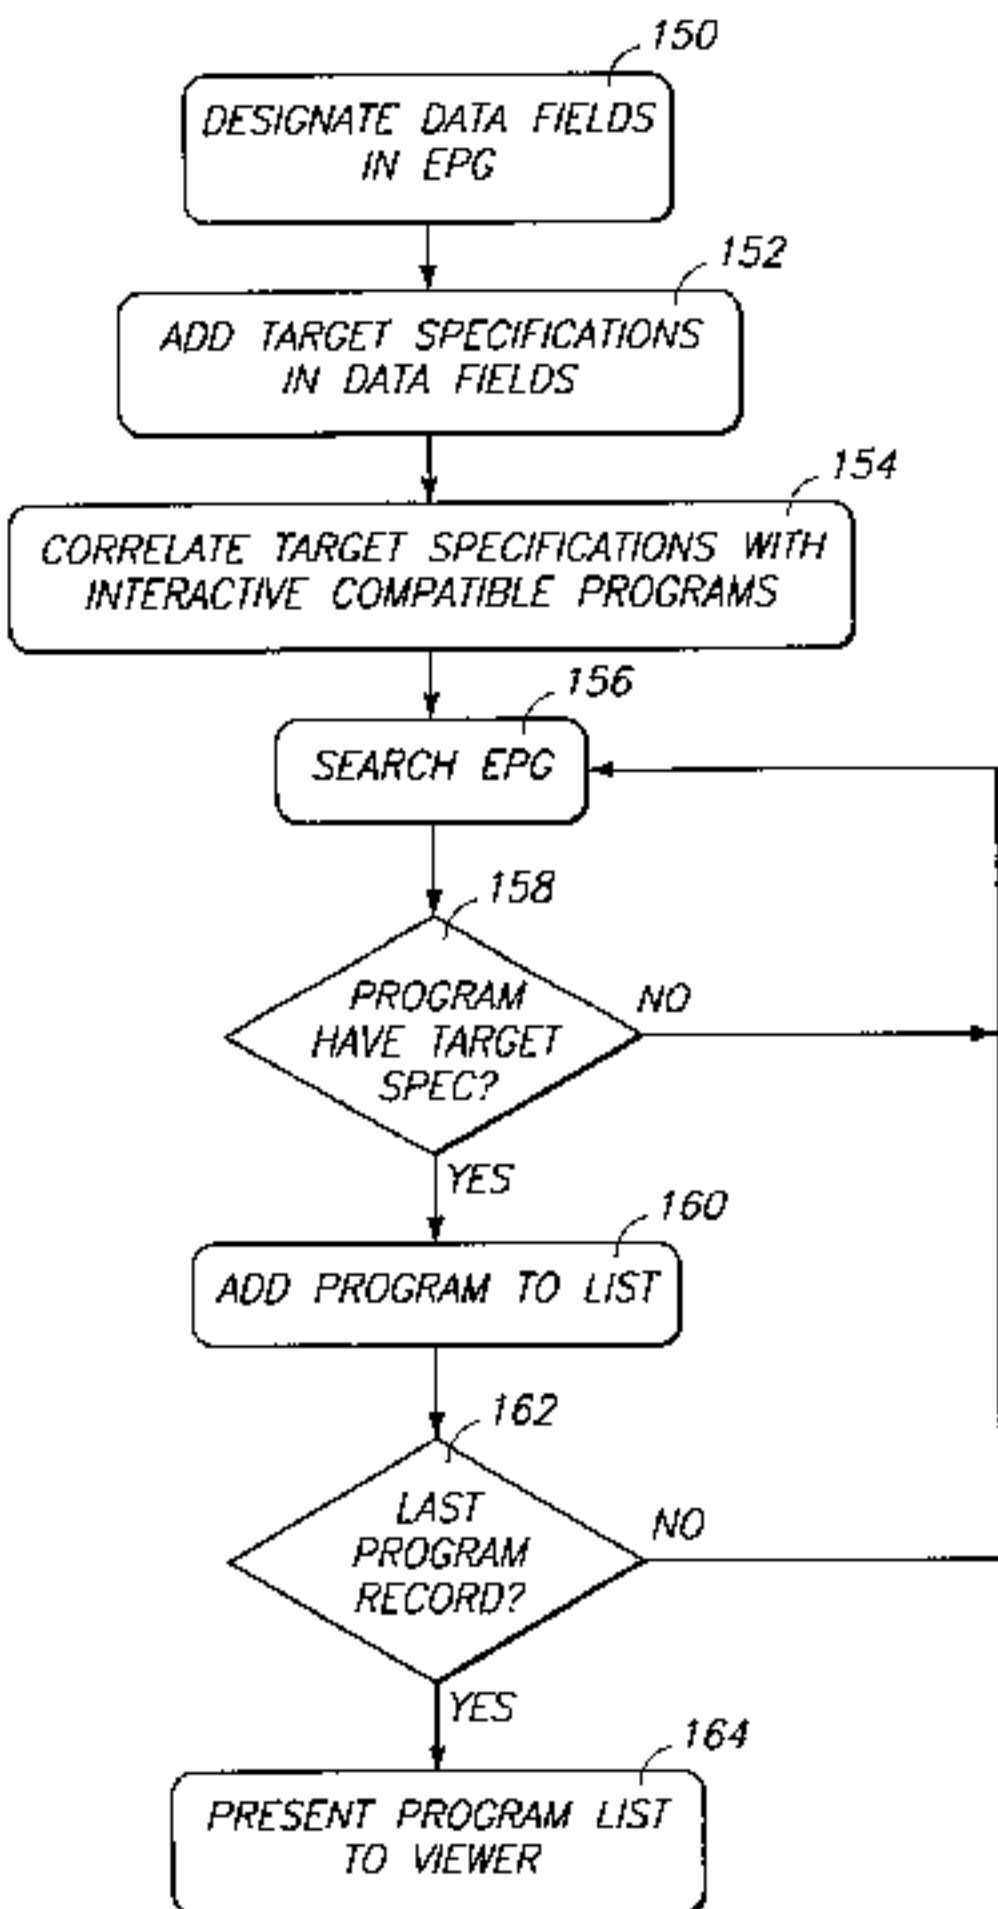 150
DESIGNATE DATA FIELDS
IN EPG
152
ADD TARGET SPECIFICATIONS
IN DATA FIELDS
154
CORRELATE TARGET SPECIFICATIONS WITH
INTERACTIVE COMPATIBLE PROGRAMS
156
SEARCH EPG
158
PROGRAM
HAVE TARGET
SPEC?
NO
YES
160
ADD PROGRAM TO LIST
162
LAST
PROGRAM
RECORD?
NO
YES
164
PRESENT PROGRAM LIST
TO VIEWER